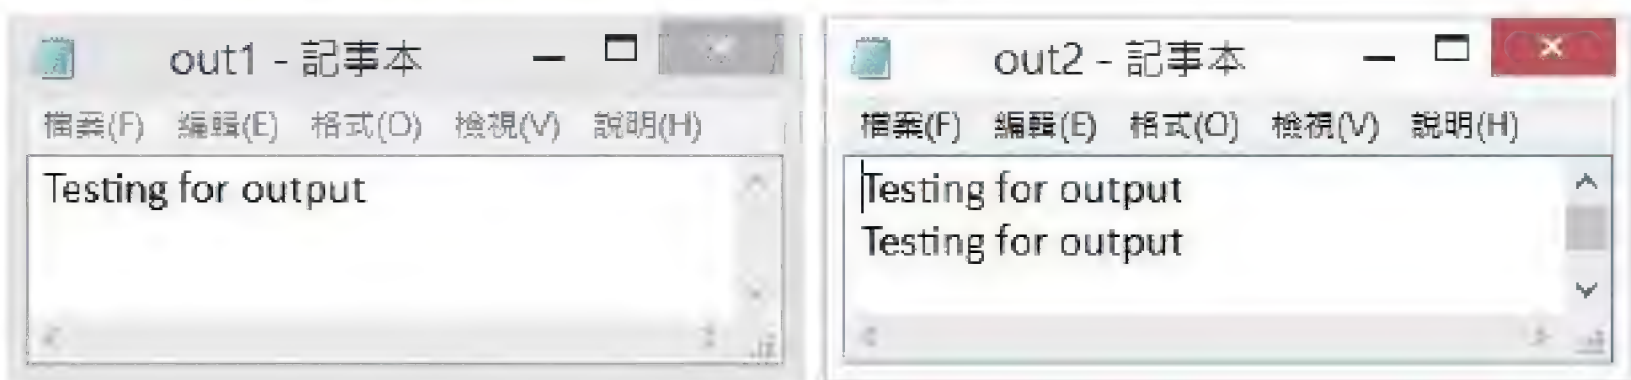 out1 - 記事本
檔案(F) 編輯(E) 格式(O) 檢視(V) 說明(H)
Testing for output
out2 - 記事本
檔案(F) 編輯(E) 格式(O) 檢視(V) 說明(H)
Testing for output
Testing for output